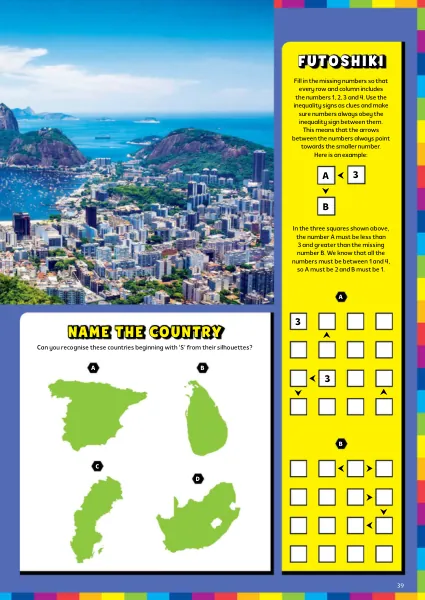 FUTOSHIKI
Fill in the missing numbers so that
every row and column includes
the numbers 1, 2, 3 and 4. Use the
inequality signs as clues and make
sure numbers always obey the
inequality sign between them.
This means that the arrows
between the numbers always point
towards the smaller number.
Here is an example:
A 3
B
In the three squares shown above,
the number A must be less than
3 and greater than the missing
number B. We know that all the
numbers must be between 1 and 4,
so A must be 2 and B must be 1.
A
3
3
B
NAME THE COUNTRY
Can you recognise these countries beginning with 'S' from their silhouettes?
A
B
C
D
39